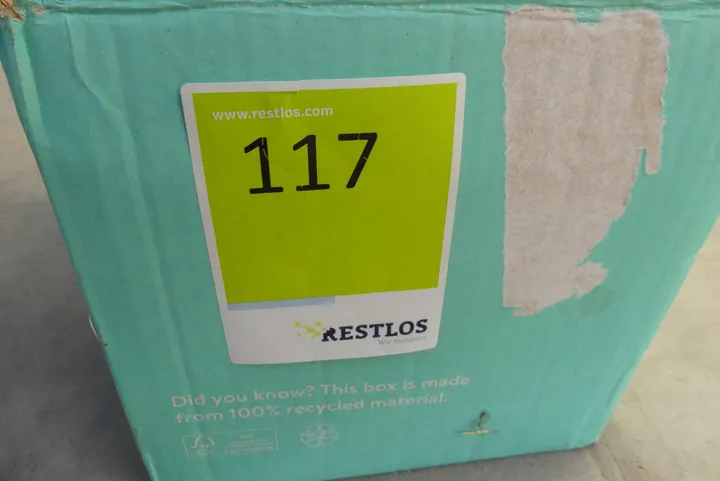 www.restlos.com
117
RESTLOS
Did you know? This box is made
from 100% recycled material.